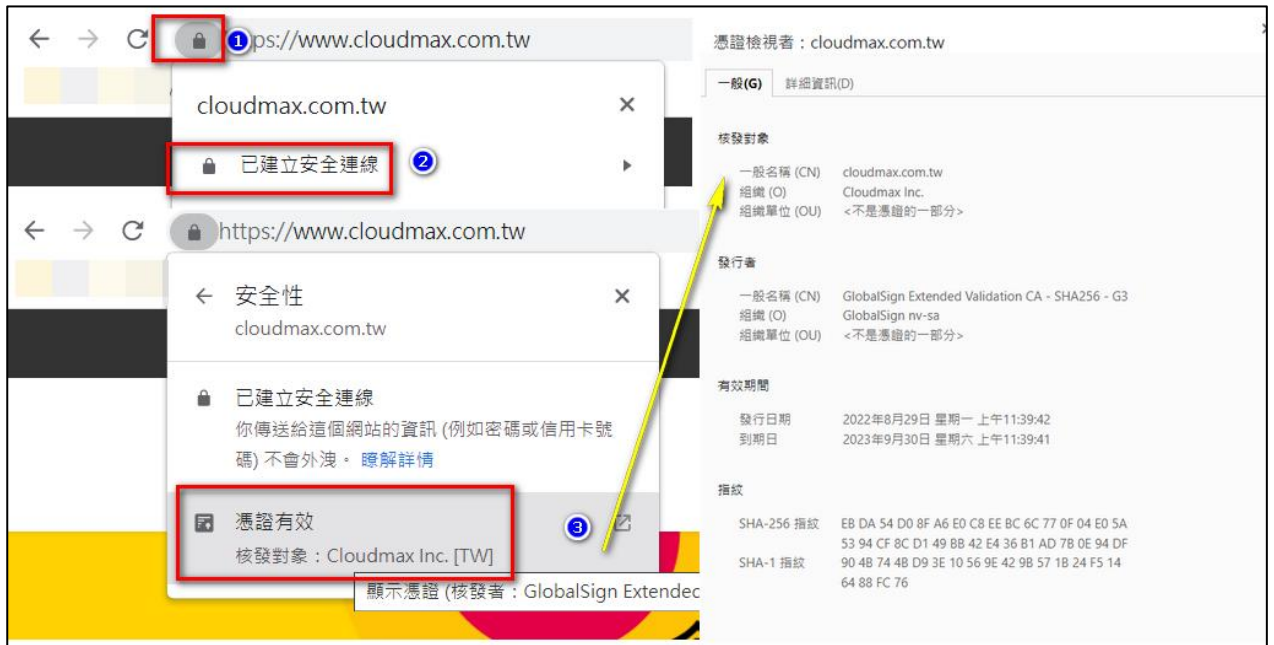 1
ps://www.cloudmax.com.tw
cloudmax.com.tw
已建立安全連線
2
https://www.cloudmax.com.tw
安全性
cloudmax.com.tw
已建立安全連線
你傳送給這個網站的資訊 (例如密碼或信用卡號
碼) 不會外洩。 瞭解詳情
憑證有效
3
核發對象：Cloudmax Inc. [TW]
顯示憑證 (核發者：GlobalSign Extended
憑證檢視者：cloudmax.com.tw
一般(G) 詳細資訊(D)
核發對象
一般名稱 (CN) cloudmax.com.tw
組織 (O) Cloudmax Inc.
組織單位 (OU) <不是憑證的一部分>
發行者
一般名稱 (CN) GlobalSign Extended Validation CA - SHA256 - G3
組織 (O) GlobalSign nv-sa
組織單位 (OU) <不是憑證的一部分>
有效期間
發行日期 2022年8月29日 星期一 上午11:39:42
到期日 2023年9月30日 星期六 上午11:39:41
指紋
SHA-256 指紋 EB DA 54 D0 8F A6 E0 C8 EE BC 6C 77 0F 04 E0 5A
53 94 CF 8C D1 49 BB 42 E4 36 B1 AD 7B 0E 94 DF
SHA-1 指紋 90 4B 74 4B D9 3E 10 56 9E 42 9B 57 1B 24 F5 14
64 88 FC 76